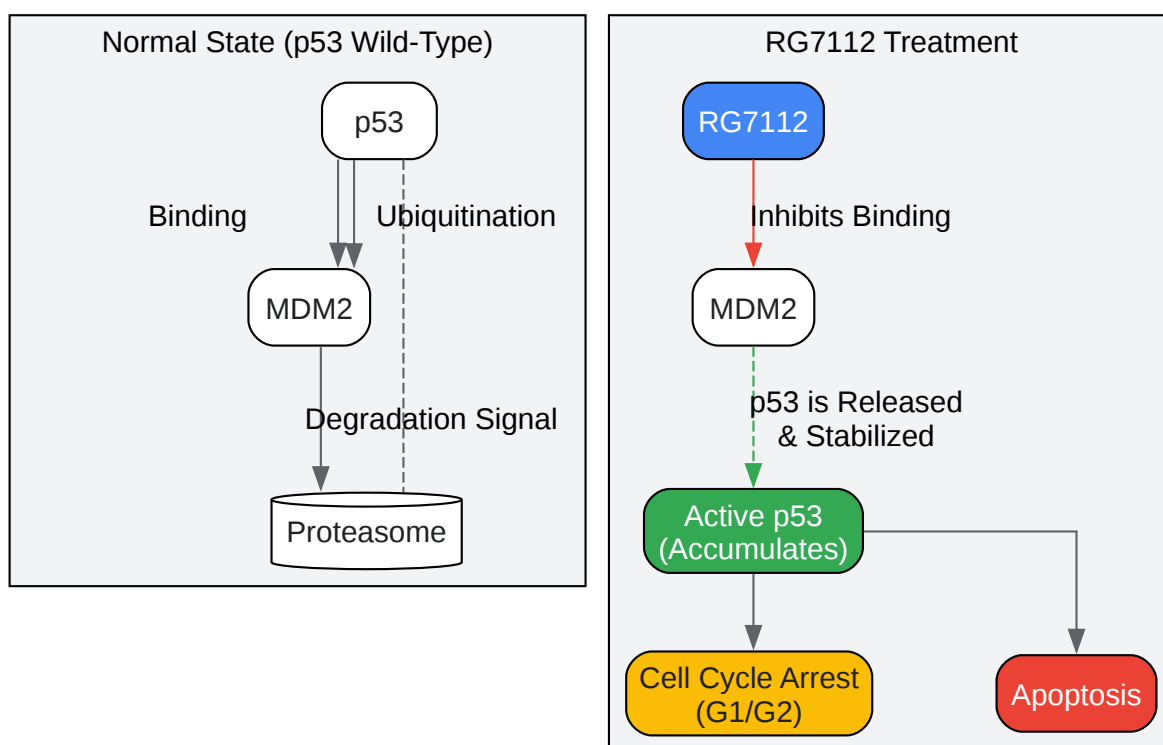 Normal State (p53 Wild-Type)
p53
Binding
Ubiquitination
MDM2
Degradation Signal
Proteasome
RG7112 Treatment
RG7112
Inhibits Binding
MDM2
p53 is Released
& Stabilized
Active p53
(Accumulates)
Cell Cycle Arrest
(G1/G2)
Apoptosis